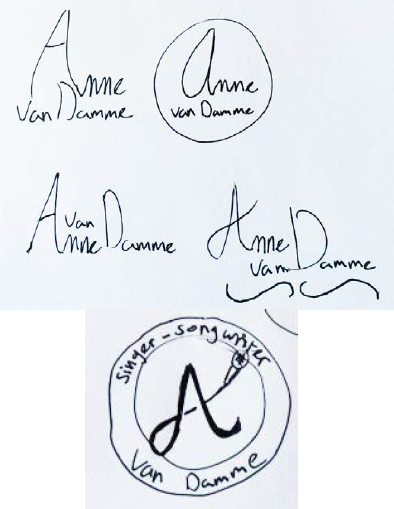 Anne
van Damme
Anne
van Damme
van
Anne Damme
Anne
van Damme
singer-songwriter
A
van Damme